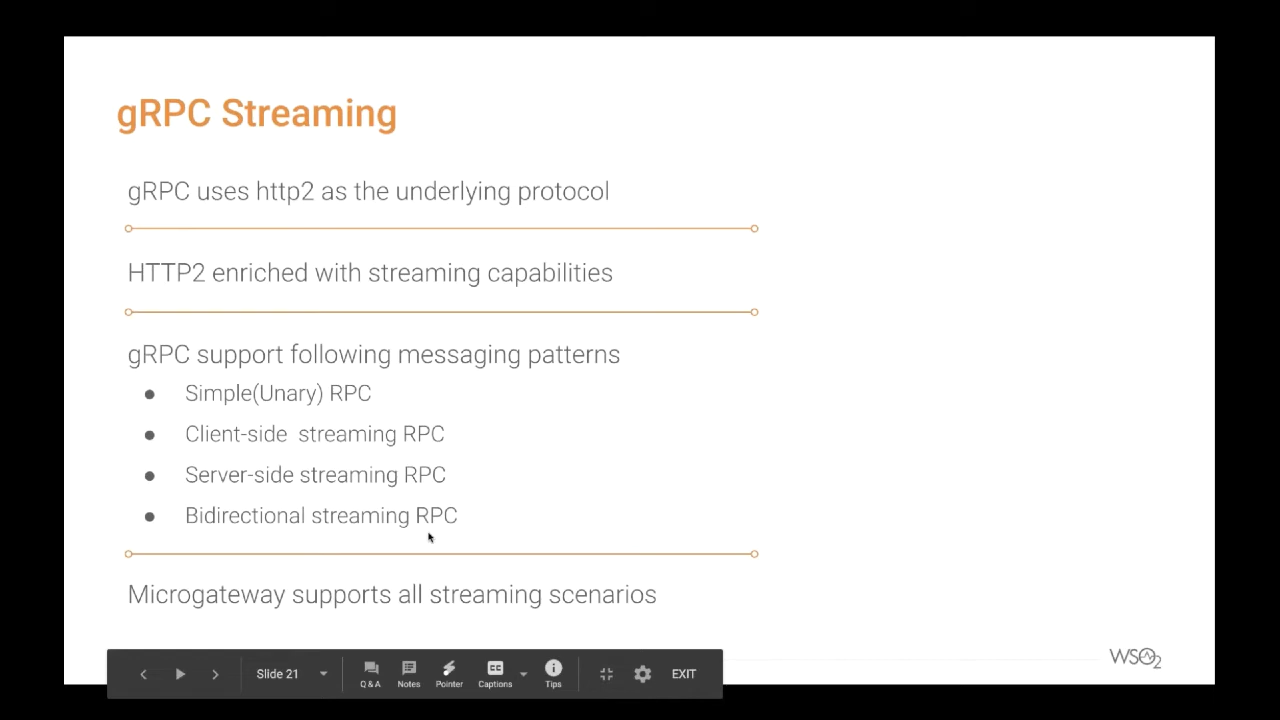 gRPC Streaming
gRPC uses http2 as the underlying protocol
HTTP2 enriched with streaming capabilities
gRPC support following messaging patterns
● Simple(Unary) RPC
● Client-side streaming RPC
● Server-side streaming RPC
● Bidirectional streaming RPC
Microgateway supports all streaming scenarios
WSO2
Slide 21
Q & A
Notes
Pointer
CC
Captions
Tips
EXIT